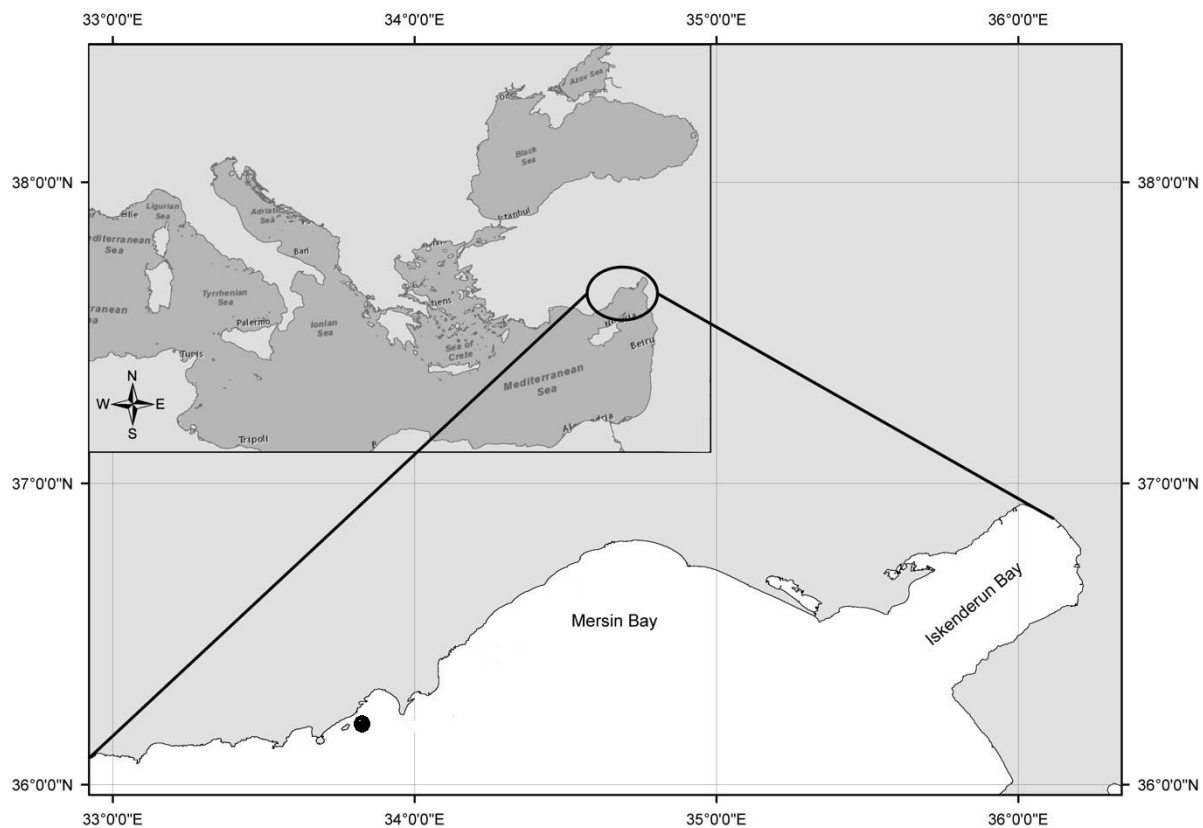 33°0'0"E
34°0'0"E
35°0'0"E
36°0'0"E
38°0'0"N
38°0'0"N
37°0'0"N
37°0'0"N
36°0'0"N
36°0'0"N
Azov Sea
Black
Sea
Istanbul
Ligurian
Sea
Adriatic
Sea
Bari
editerranean
Sea
Tyrrhenian
Sea
Palermo
Ionian
Sea
Tunis
Sea of
Crete
Beiru
Mediterranean
Sea
Tripoli
N
W
E
S
Mersin Bay
Iskenderun Bay
33°0'0"E
34°0'0"E
35°0'0"E
36°0'0"E